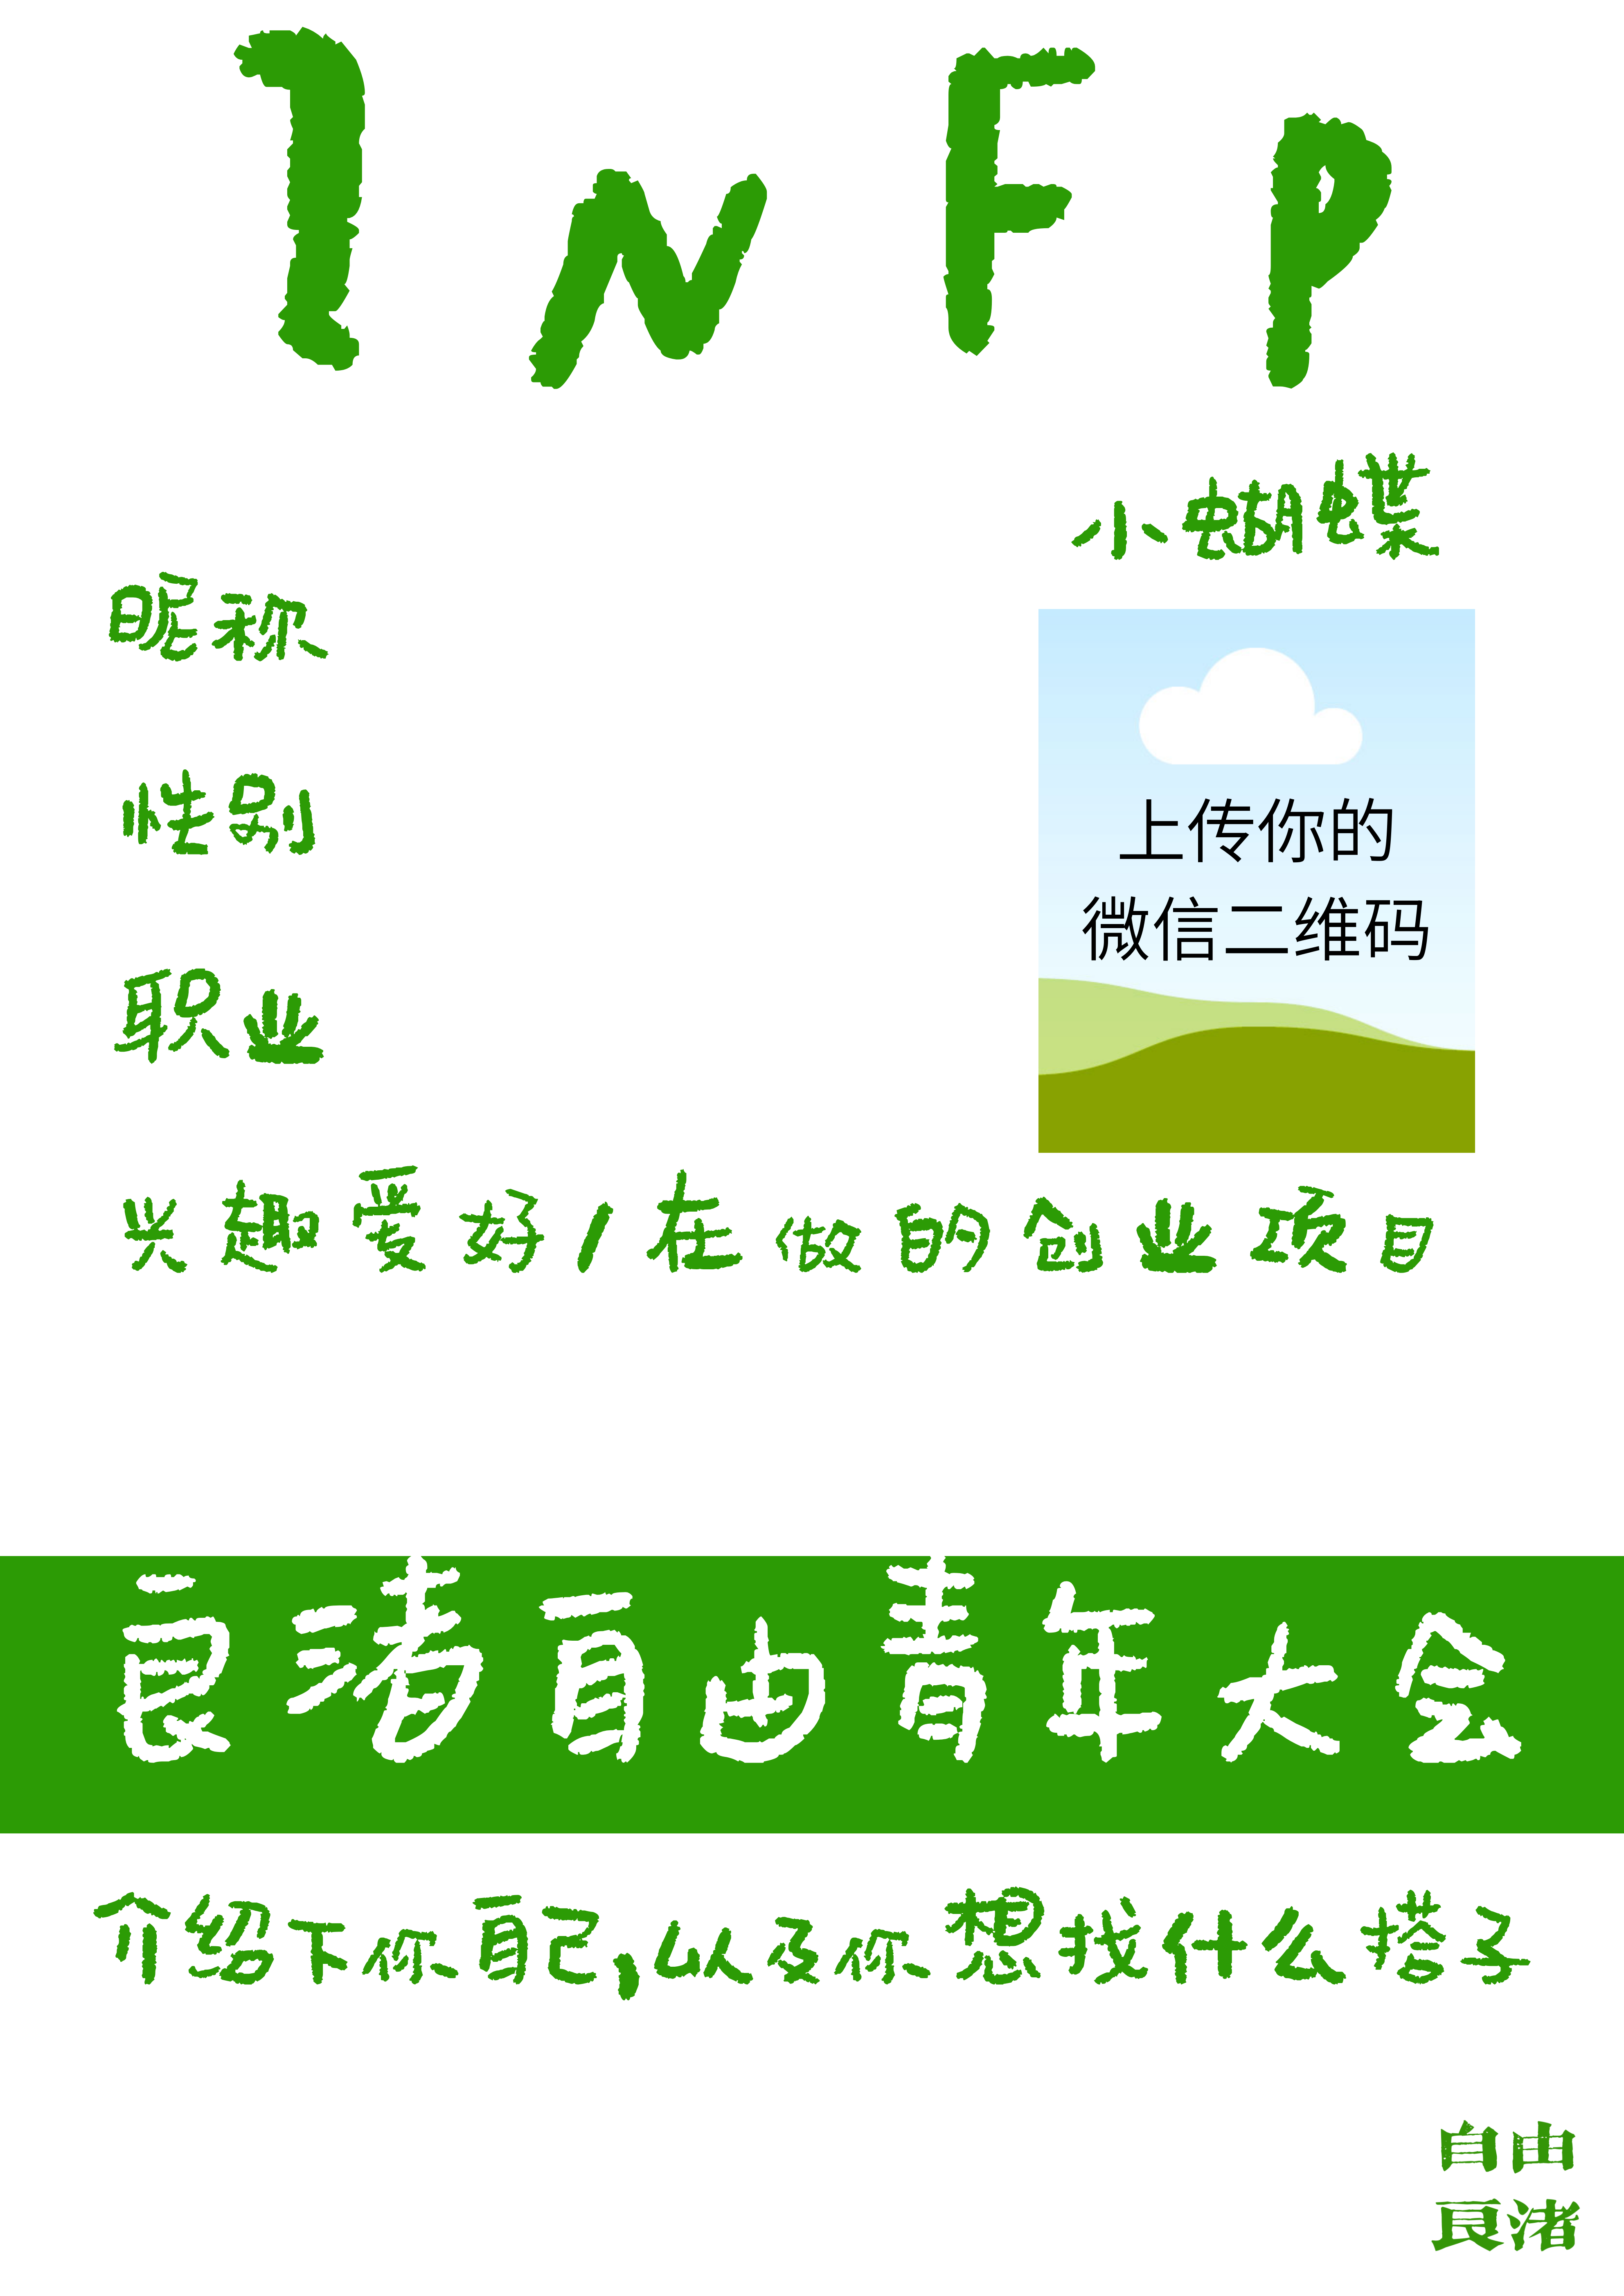 INFP
小蝴蝶
昵称
性别
上传你的
微信二维码
职业
兴趣爱好/在做的创业项目
良渚自由青年大会
介绍下你自己,以及你想找什么搭子
自由
良渚